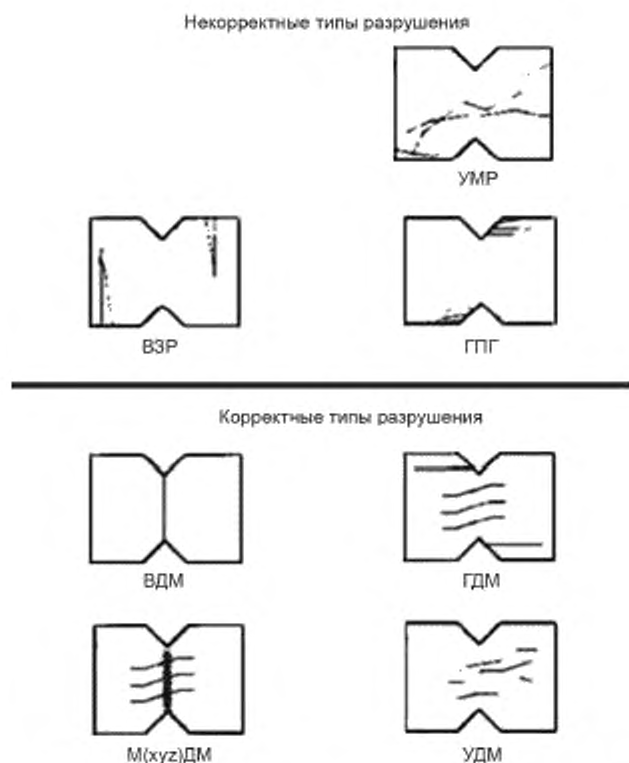 Некорректные типы разрушения
УМР
ВЗР
ГПГ
Корректные типы разрушения
ВДМ
ГДМ
М(xyz)ДМ
УДМ